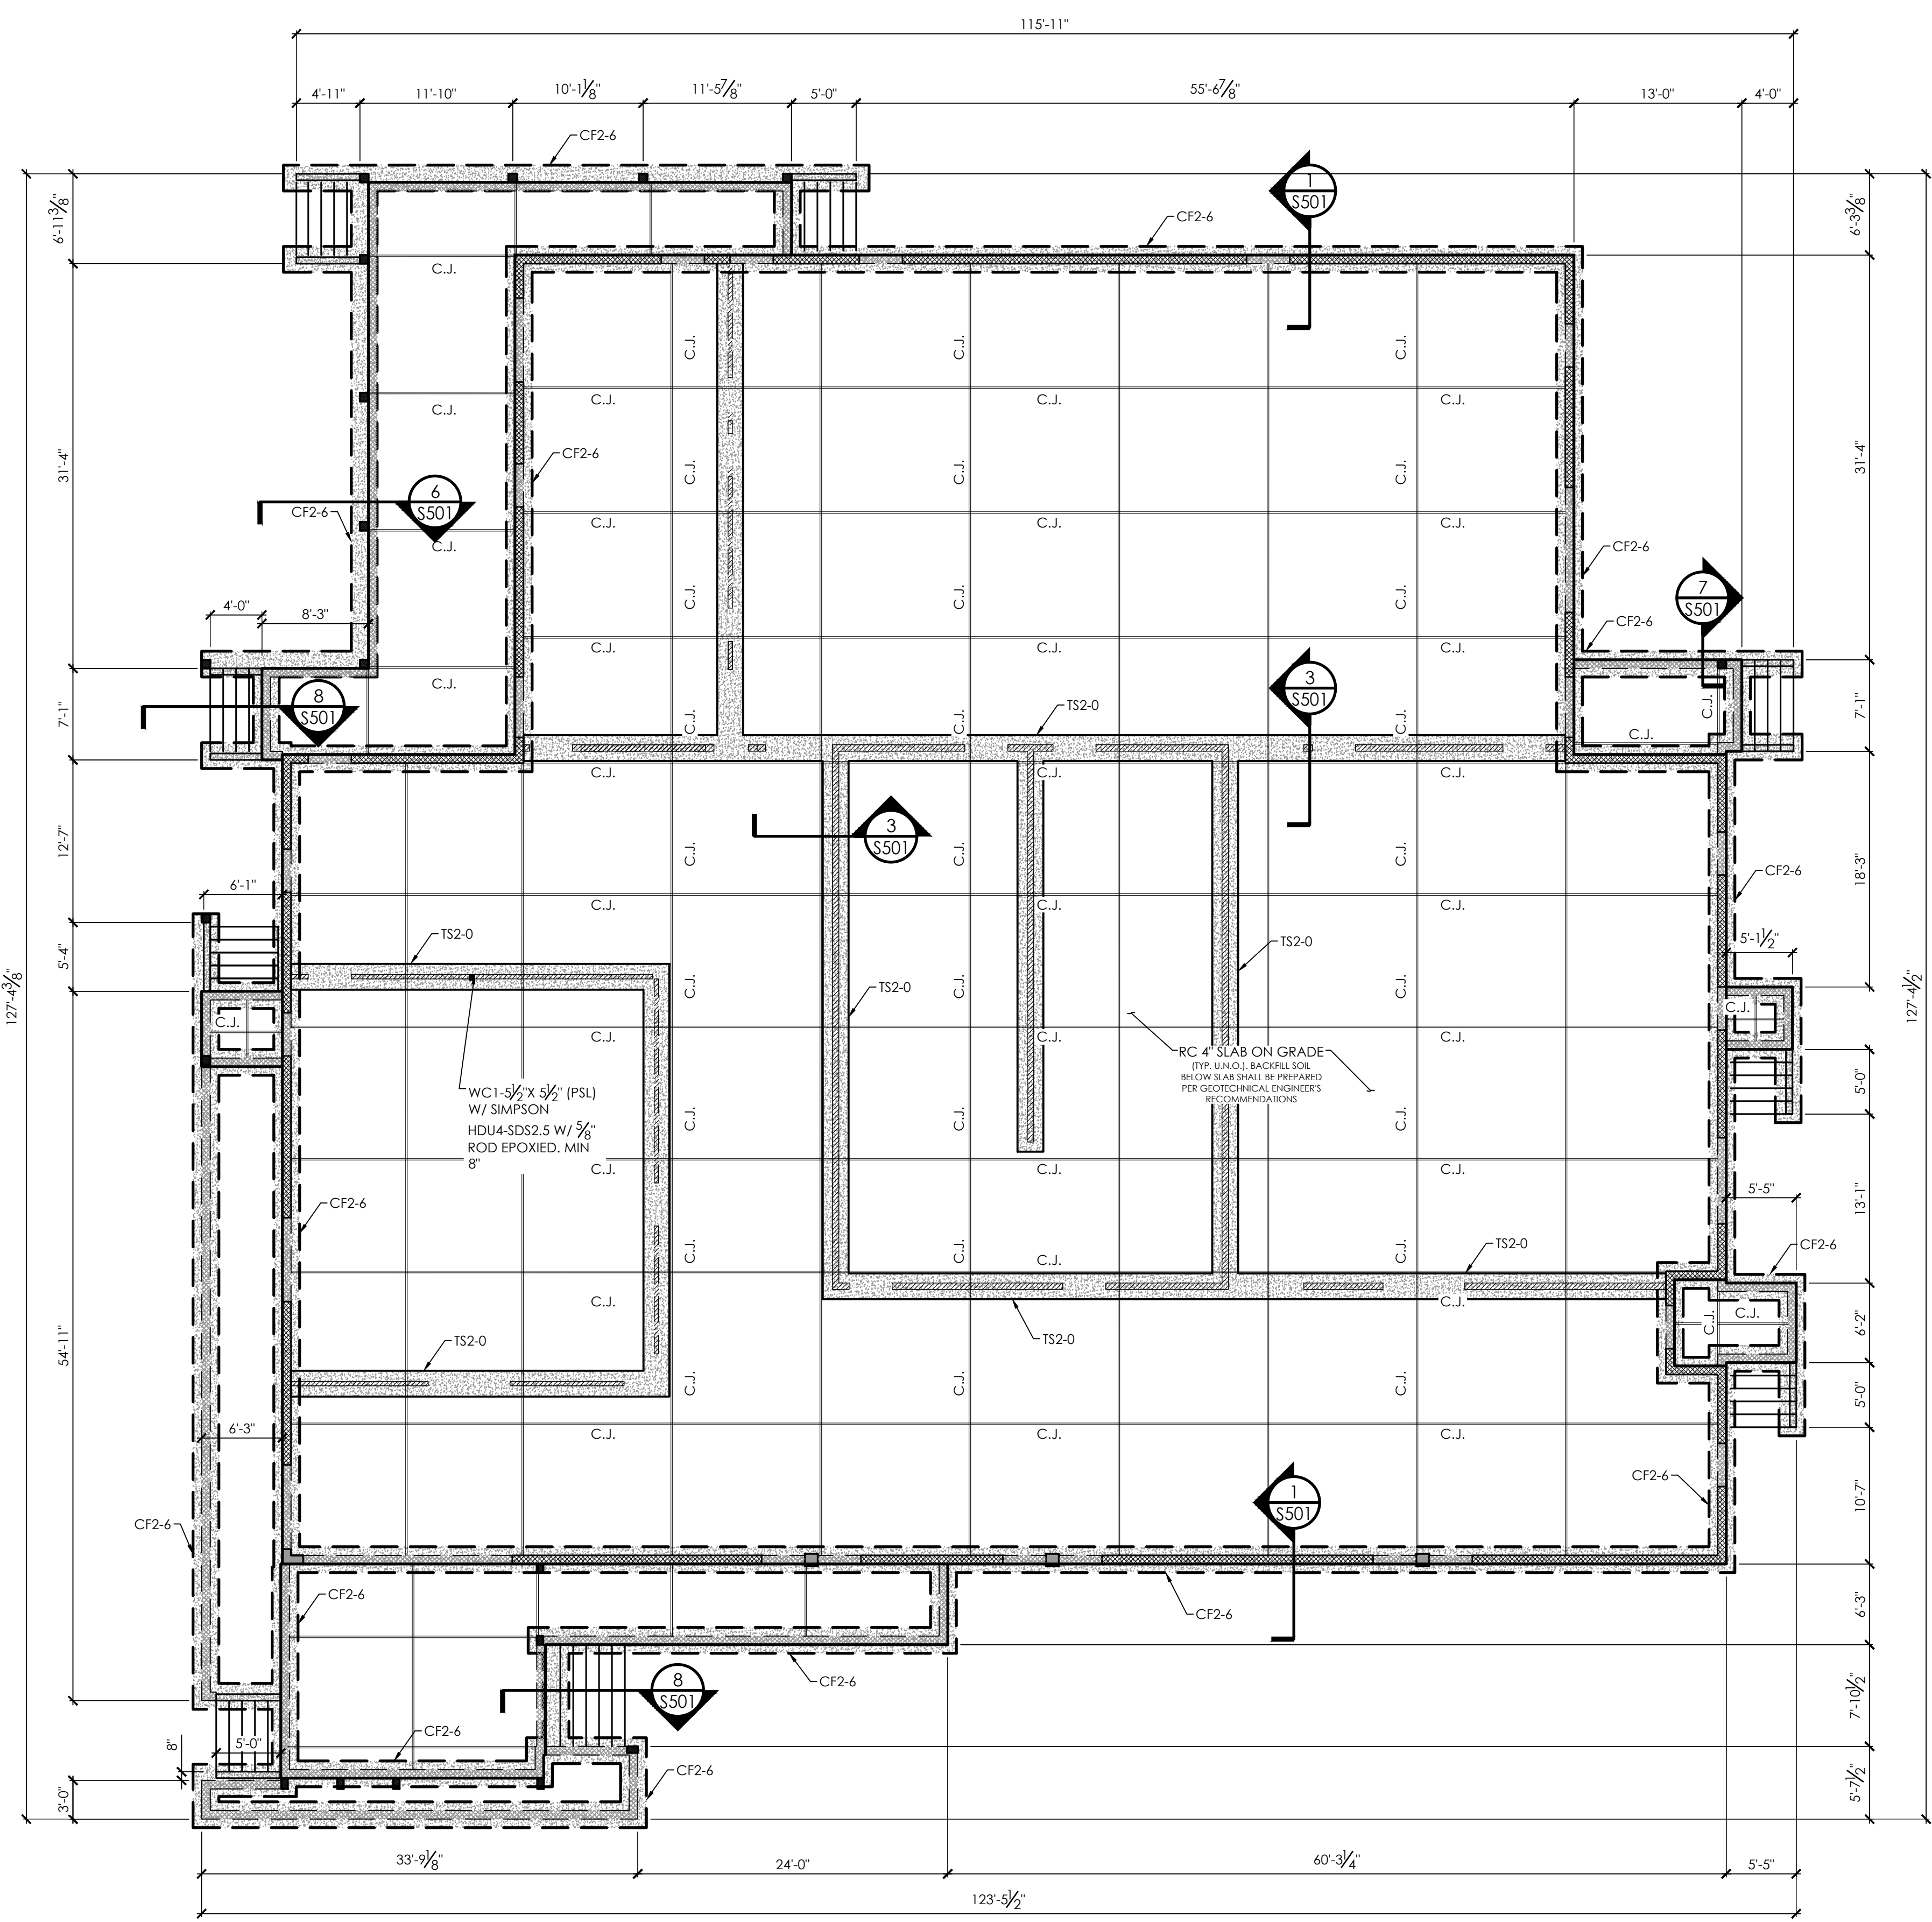 115'-11"
4'-11"
11'-10"
10'-1 1/8"
11'-5 7/8"
5'-0"
55'-6 7/8"
13'-0"
4'-0"
CF2-6
1
S501
CF2-6
6'-11 3/8"
6'-3 3/8"
C.J.
C.J.
C.J.
C.J.
C.J.
C.J.
C.J.
C.J.
31'-4"
31'-4"
CF2-6
C.J.
C.J.
C.J.
6
S501
CF2-6
C.J.
C.J.
C.J.
C.J.
CF2-6
7
S501
C.J.
C.J.
C.J.
4'-0"
8'-3"
CF2-6
C.J.
C.J.
C.J.
3
S501
C.J.
8
S501
TS2-0
C.J.
C.J.
C.J.
C.J.
7'-1"
7'-1"
C.J.
C.J.
C.J.
C.J.
3
S501
12'-7"
C.J.
C.J.
C.J.
18'-3"
CF2-6
6'-1"
C.J.
C.J.
C.J.
TS2-0
TS2-0
5'-1 1/2"
5'-4"
TS2-0
C.J.
C.J.
C.J.
127'-4 3/8"
127'-4 1/2"
C.J.
C.J.
C.J.
C.J.
C.J.
RC 4" SLAB ON GRADE
(TYP. U.N.O.). BACKFILL SOIL
BELOW SLAB SHALL BE PREPARED
PER GEOTECHNICAL ENGINEER'S
RECOMMENDATIONS
5'-0"
WC1-5 1/2"X 5 1/2" (PSL)
W/ SIMPSON
HDU4-SDS2.5 W/ 5/8"
ROD EPOXIED. MIN
8"
C.J.
C.J.
C.J.
C.J.
C.J.
C.J.
5'-5"
13'-1"
CF2-6
C.J.
C.J.
C.J.
C.J.
TS2-0
CF2-6
C.J.
C.J.
C.J.
C.J.
6'-2"
54'-11"
TS2-0
TS2-0
C.J.
C.J.
C.J.
5'-0"
6'-3"
C.J.
C.J.
C.J.
CF2-6
10'-7"
1
S501
CF2-6
CF2-6
CF2-6
6'-3"
CF2-6
8
S501
7'-10 1/2"
CF2-6
8"
5'-0"
CF2-6
3'-0"
5'-7 1/2"
33'-9 1/8"
24'-0"
60'-3 1/4"
5'-5"
123'-5 1/2"